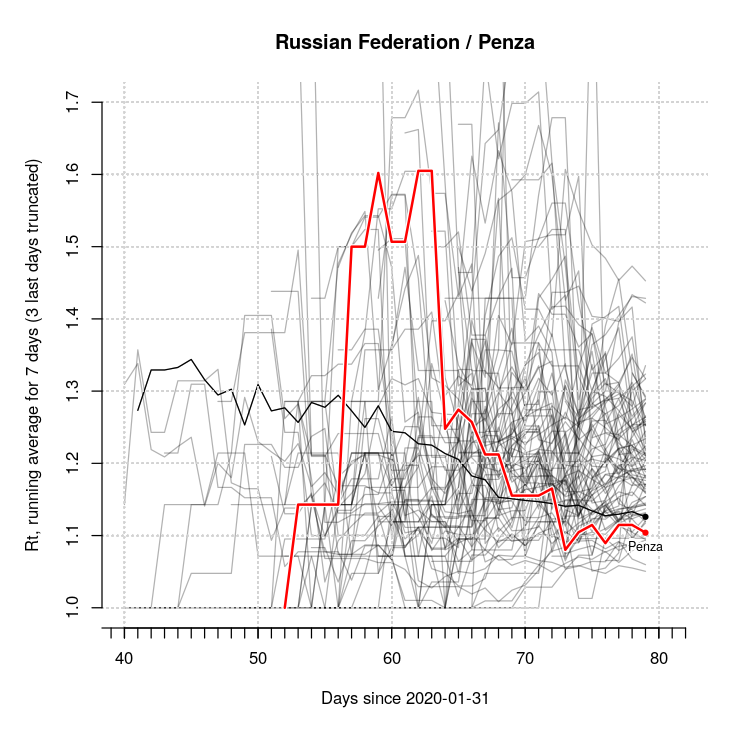 Russian Federation / Penza
Rt, running average for 7 days (3 last days truncated)
1.7
1.6
1.5
1.4
1.3
1.2
1.1
1.0
Penza
40 50 60 70 80
Days since 2020-01-31